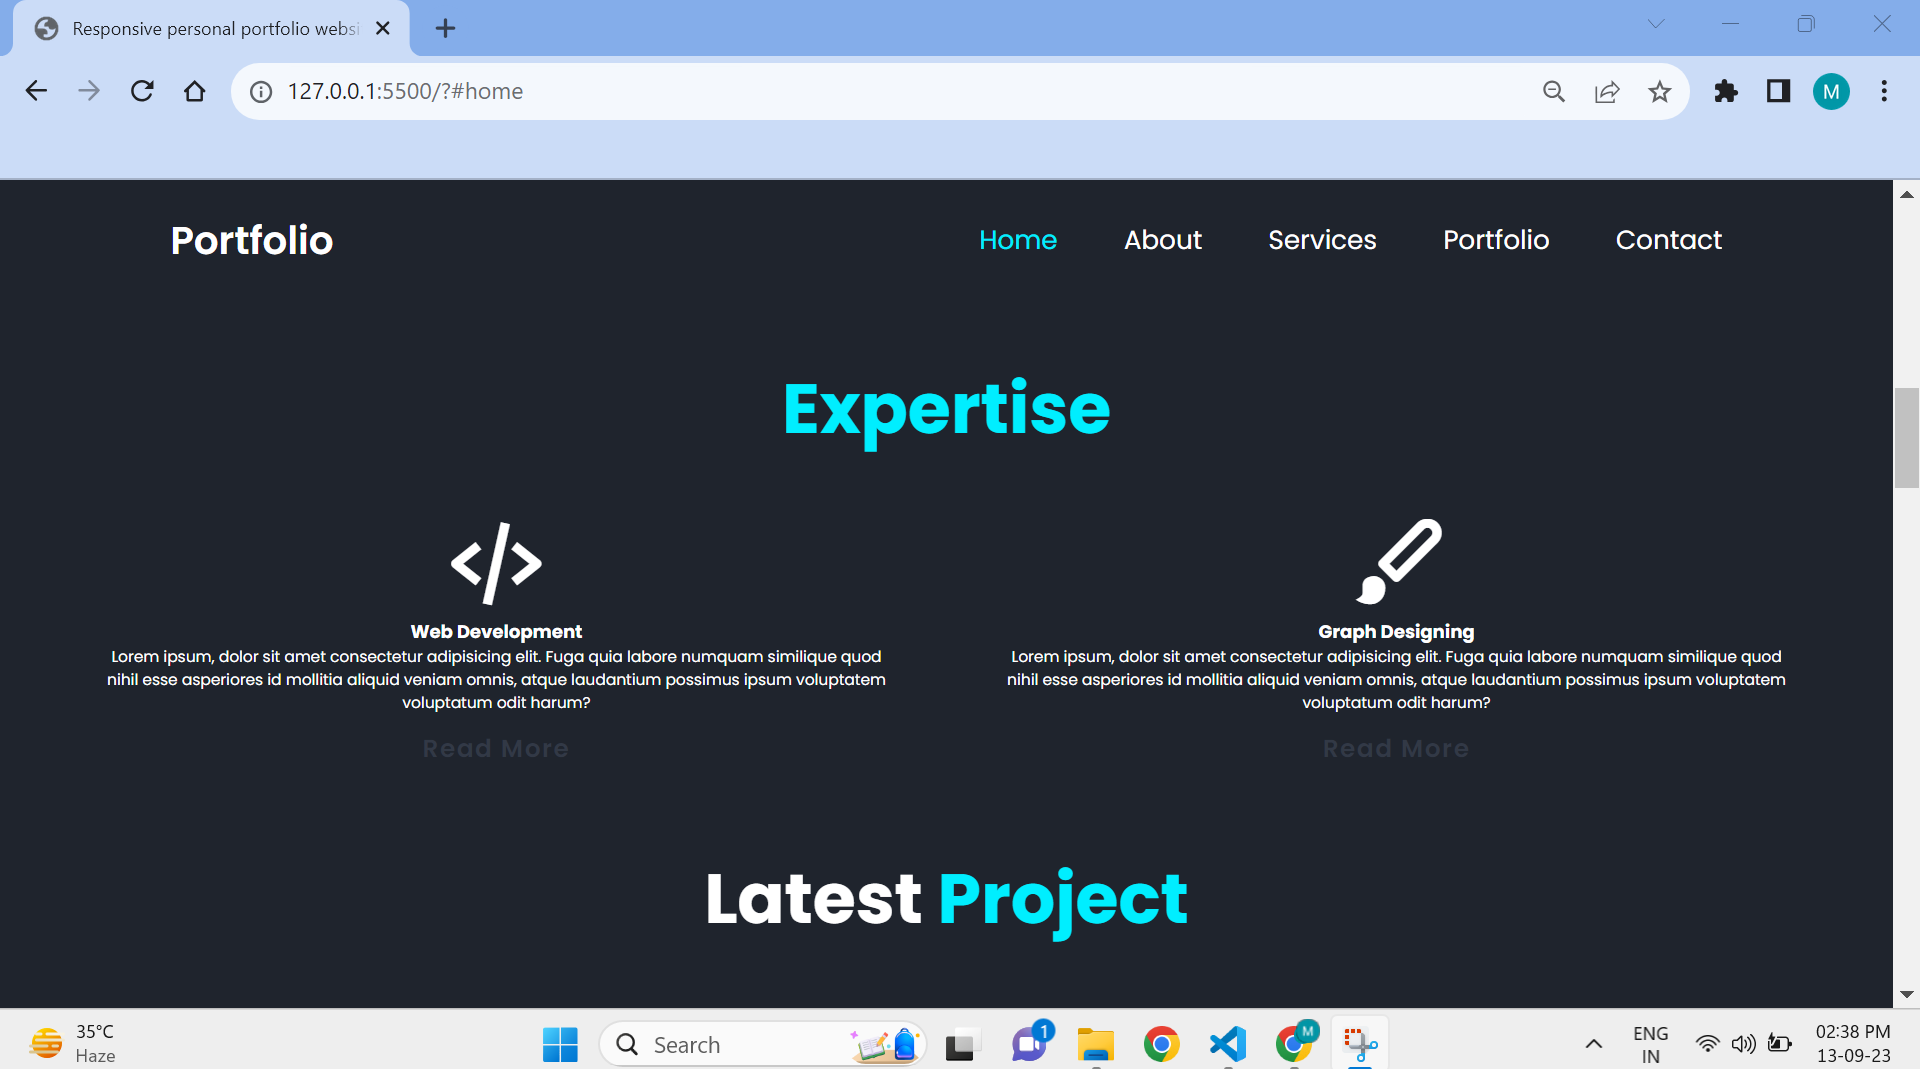 Responsive personal portfolio websi
127.0.0.1:5500/?#home
M
Portfolio
Home About Services Portfolio Contact
Expertise
Web Development
Lorem ipsum, dolor sit amet consectetur adipisicing elit. Fuga quia labore numquam similique quod
nihil esse asperiores id mollitia aliquid veniam omnis, atque laudantium possimus ipsum voluptatem
voluptatum odit harum?
Read More
Graph Designing
Lorem ipsum, dolor sit amet consectetur adipisicing elit. Fuga quia labore numquam similique quod
nihil esse asperiores id mollitia aliquid veniam omnis, atque laudantium possimus ipsum voluptatem
voluptatum odit harum?
Read More
Latest Project
35°C
Haze
Search
1
M
ENG
IN
02:38 PM
13-09-23